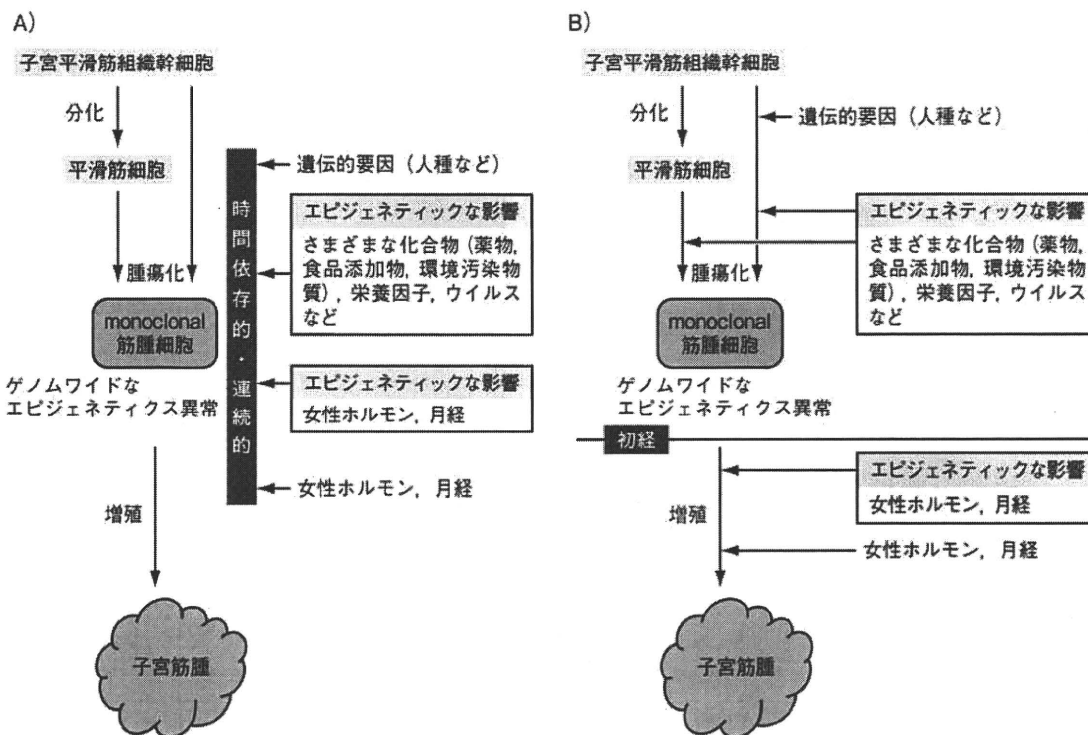 A)
子宮平滑筋組織幹細胞
分化
平滑筋細胞
腫瘍化
monoclonal
筋腫細胞
ゲノムワイドな
エピジェネティクス異常
増殖
子宮筋腫
時間依存的・連続的
遺伝的要因（人種など）
エピジェネティックな影響
さまざまな化合物（薬物，
食品添加物，環境汚染物
質），栄養因子，ウイルス
など
エピジェネティックな影響
女性ホルモン，月経
女性ホルモン，月経
B)
子宮平滑筋組織幹細胞
分化
遺伝的要因（人種など）
平滑筋細胞
エピジェネティックな影響
さまざまな化合物（薬物，
食品添加物，環境汚染物
質），栄養因子，ウイルス
など
腫瘍化
monoclonal
筋腫細胞
ゲノムワイドな
エピジェネティクス異常
初経
エピジェネティックな影響
女性ホルモン，月経
増殖
女性ホルモン，月経
子宮筋腫